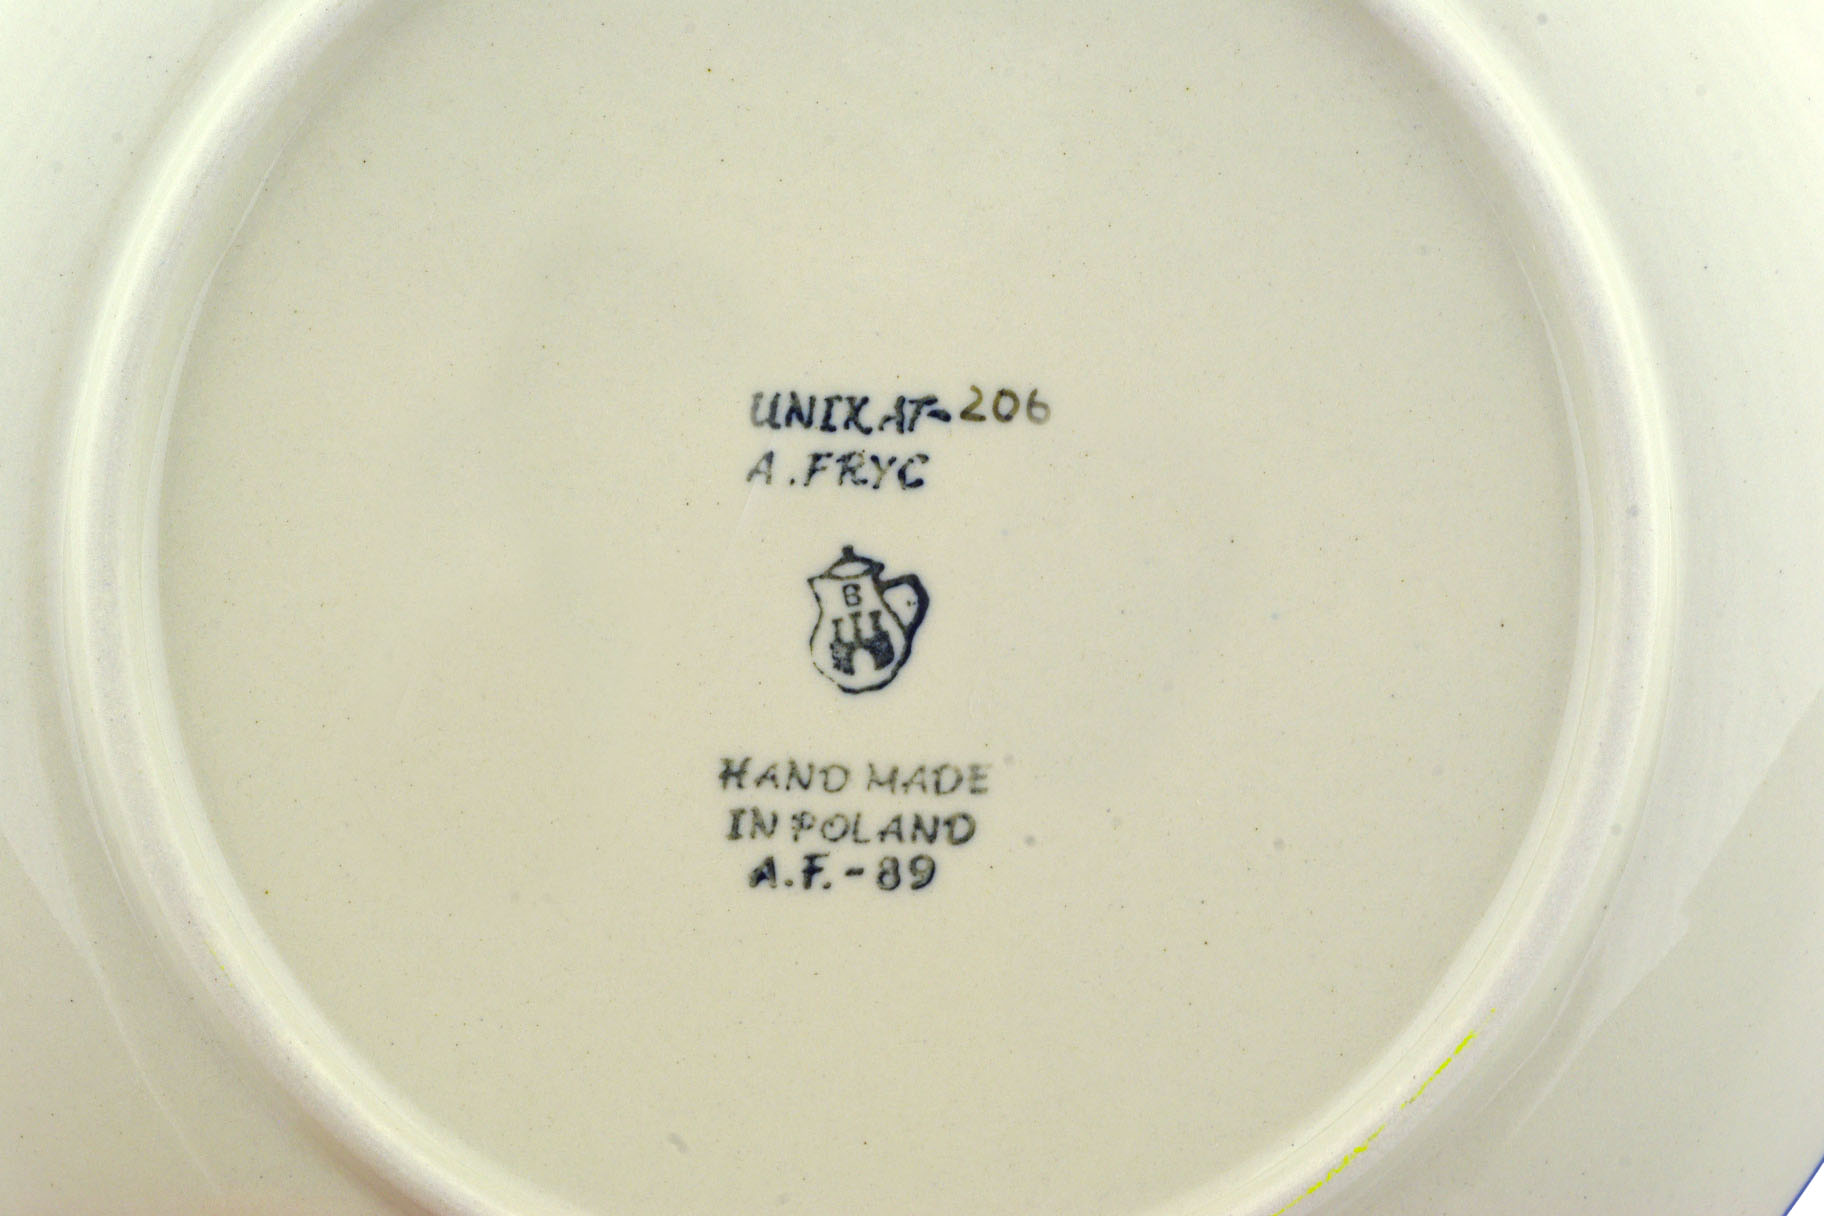 UNIKAT-206
A.FRYC
B
HAND MADE
IN POLAND
A.F.-89